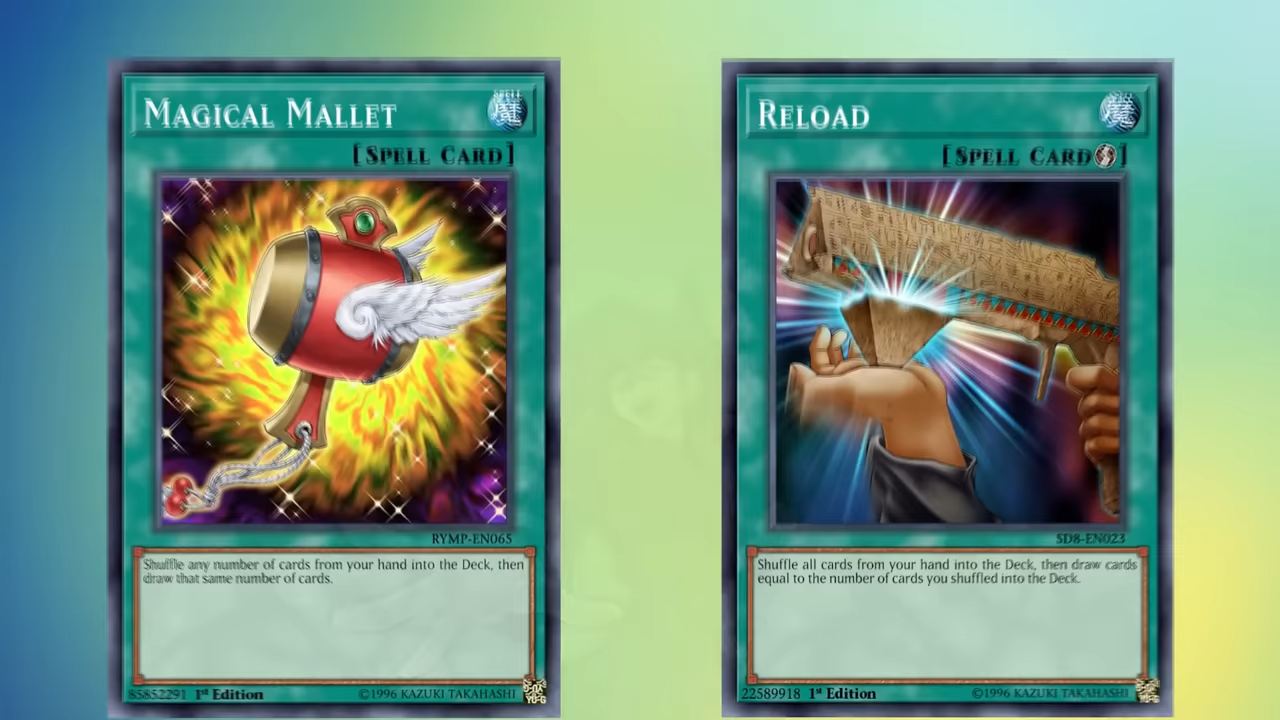 MAGICAL MALLET
[SPELL CARD]
RYMP-EN065
Shuffle any number of cards from your hand into the Deck, then
draw that same number of cards.
85852291 1st Edition ©1996 KAZUKI TAKAHASHI
RELOAD
[SPELL CARD]
SD8-EN023
Shuffle all cards from your hand into the Deck, then draw cards
equal to the number of cards you shuffled into the Deck.
22589918 1st Edition ©1996 KAZUKI TAKAHASHI